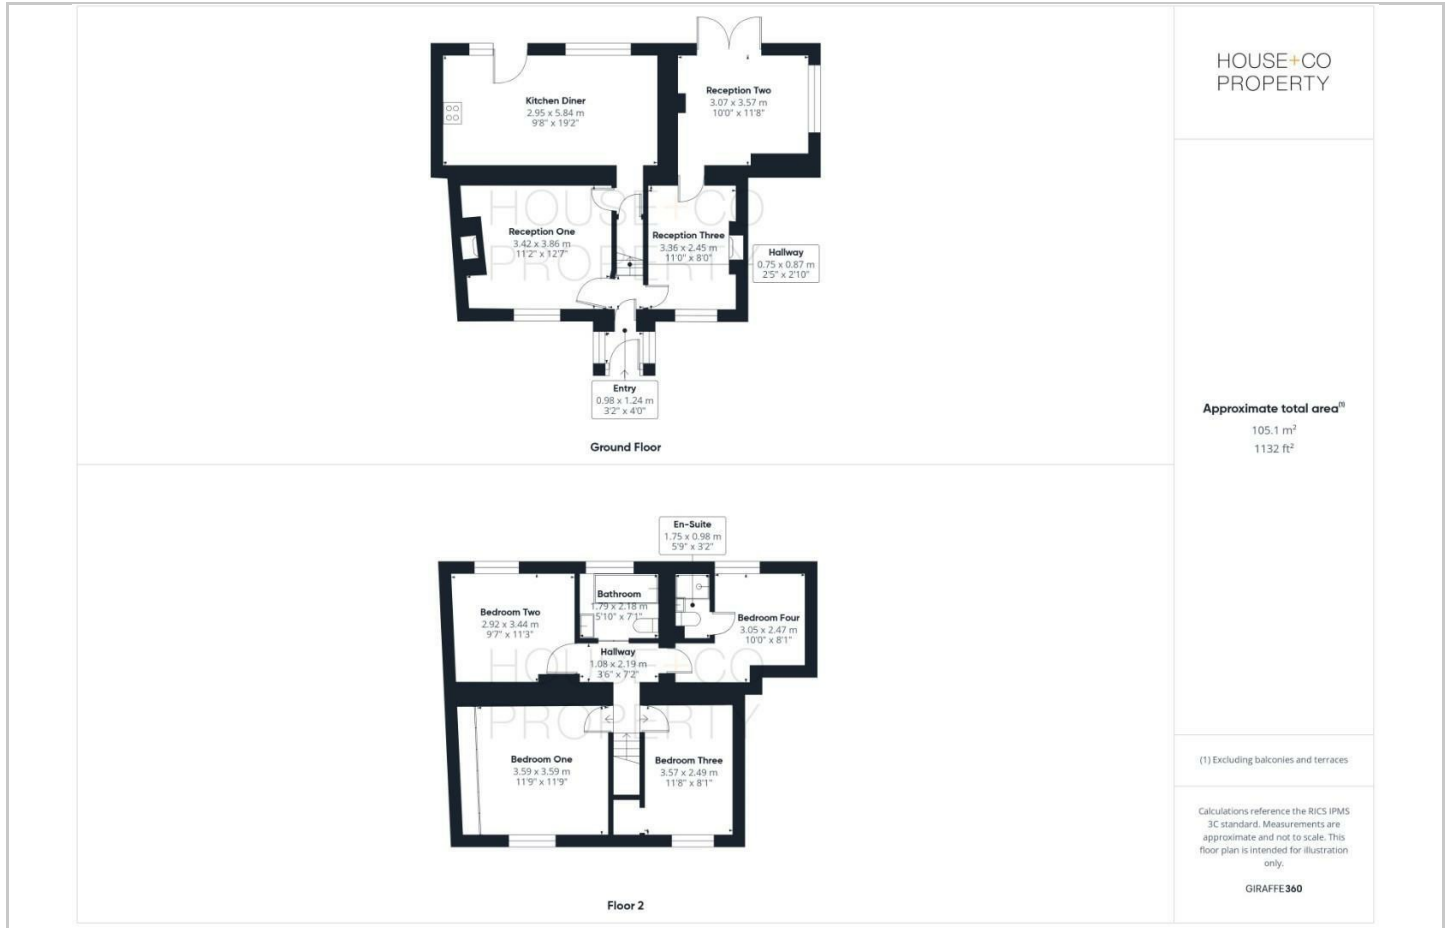 HOUSE+CO
PROPERTY
Kitchen Diner
2.95 x 5.84 m
9'8" x 19'2"
Reception Two
3.07 x 3.57 m
10'0" x 11'8"
HOUSE+CO
PROPERTY
Reception One
3.42 x 3.86 m
11'2" x 12'7"
Reception Three
3.36 x 2.45 m
11'0" x 8'0"
Hallway
0.75 x 0.87 m
2'5" x 2'10"
Entry
0.98 x 1.24 m
3'2" x 4'0"
Ground Floor
Approximate total area(1)
105.1 m²
1132 ft²
En-Suite
1.75 x 0.98 m
5'9" x 3'2"
Bedroom Two
2.92 x 3.44 m
9'7" x 11'3"
Bathroom
1.79 x 2.18 m
5'10" x 7'1"
Bedroom Four
3.05 x 2.47 m
10'0" x 8'1"
Hallway
1.08 x 2.19 m
3'6" x 7'2"
HOUSE+CO
PROPERTY
Bedroom One
3.59 x 3.59 m
11'9" x 11'9"
Bedroom Three
3.57 x 2.49 m
11'8" x 8'1"
Floor 2
(1) Excluding balconies and terraces
Calculations reference the RICS IPMS
3C standard. Measurements are
approximate and not to scale. This
floor plan is intended for illustration
only.
GIRAFFE360